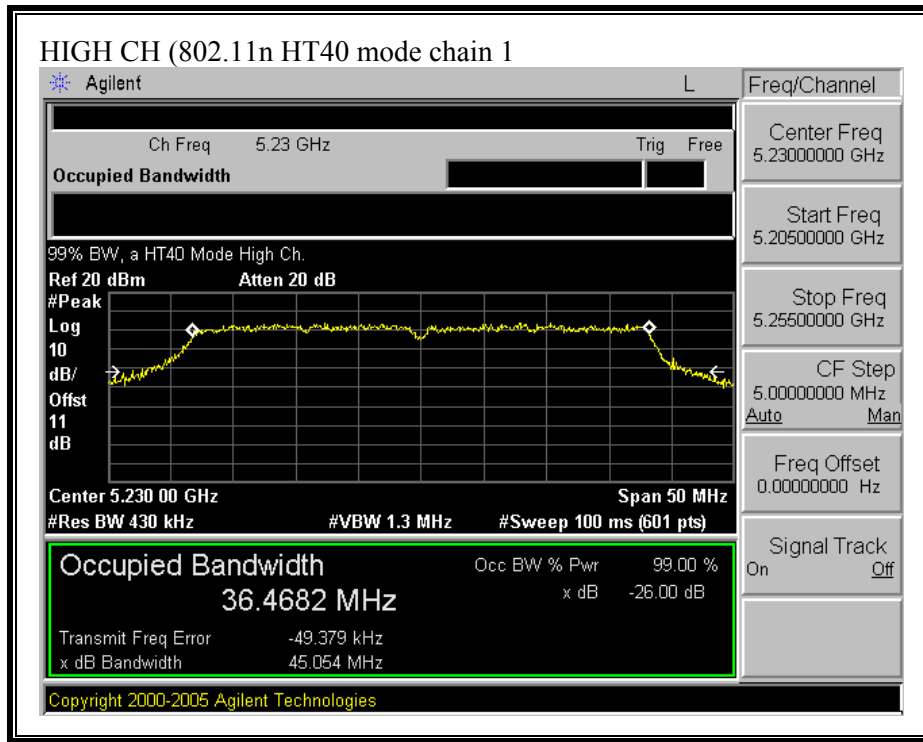 HIGH CH (802.11n HT40 mode chain 1
Agilent L Freq/Channel
Ch Freq 5.23 GHz Trig Free
Occupied Bandwidth
Center Freq
5.23000000 GHz
Start Freq
5.20500000 GHz
Stop Freq
5.25500000 GHz
CF Step
5.00000000 MHz
Auto Man
Freq Offset
0.00000000 Hz
Signal Track
On Off
99% BW, a HT40 Mode High Ch.
Ref 20 dBm Atten 20 dB
#Peak
Log
10
dB/
Offst
11
dB
Center 5.230 00 GHz Span 50 MHz
#Res BW 430 kHz #VBW 1.3 MHz #Sweep 100 ms (601 pts)
Occupied Bandwidth
36.4682 MHz
Occ BW % Pwr 99.00 %
x dB -26.00 dB
Transmit Freq Error -49.379 kHz
x dB Bandwidth 45.054 MHz
Copyright 2000-2005 Agilent Technologies